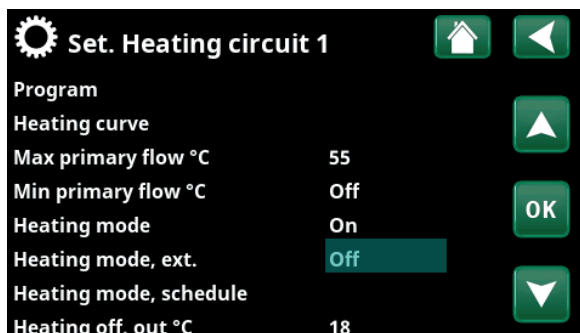 Set. Heating circuit 1
Program
Heating curve
Max primary flow °C 55
Min primary flow °C Off
Heating mode On
OK
Heating mode, ext. Off
Heating mode, schedule
Heating off, out °C 18